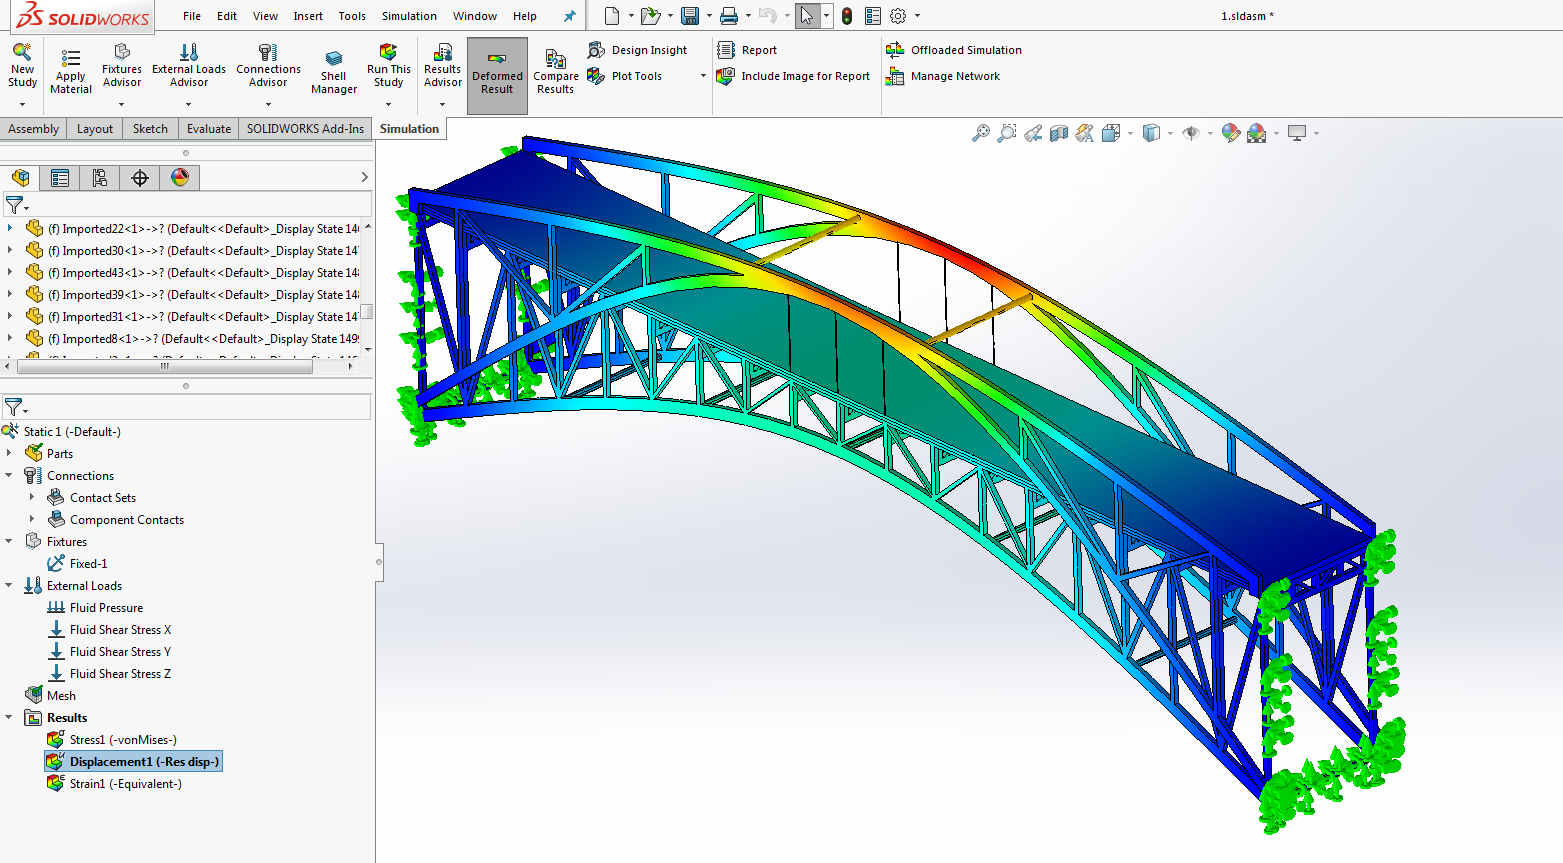 SOLIDWORKS
File Edit View Insert Tools Simulation Window Help
1.sldasm *
New Study
Apply Material
Fixtures Advisor
External Loads Advisor
Connections Advisor
Shell Manager
Run This Study
Results Advisor
Deformed Result
Compare Results
Design Insight
Plot Tools
Report
Include Image for Report
Offloaded Simulation
Manage Network
Assembly Layout Sketch Evaluate SOLIDWORKS Add-Ins Simulation
(f) Imported22<1>->? (Default<<Default>_Display State 14
(f) Imported30<1>->? (Default<<Default>_Display State 14
(f) Imported43<1>->? (Default<<Default>_Display State 14
(f) Imported39<1>->? (Default<<Default>_Display State 14
(f) Imported31<1>->? (Default<<Default>_Display State 14
(f) Imported8<1>->? (Default<<Default>_Display State 149
Static 1 (-Default-)
Parts
Connections
Contact Sets
Component Contacts
Fixtures
Fixed-1
External Loads
Fluid Pressure
Fluid Shear Stress X
Fluid Shear Stress Y
Fluid Shear Stress Z
Mesh
Results
Stress1 (-vonMises-)
Displacement1 (-Res disp-)
Strain1 (-Equivalent-)